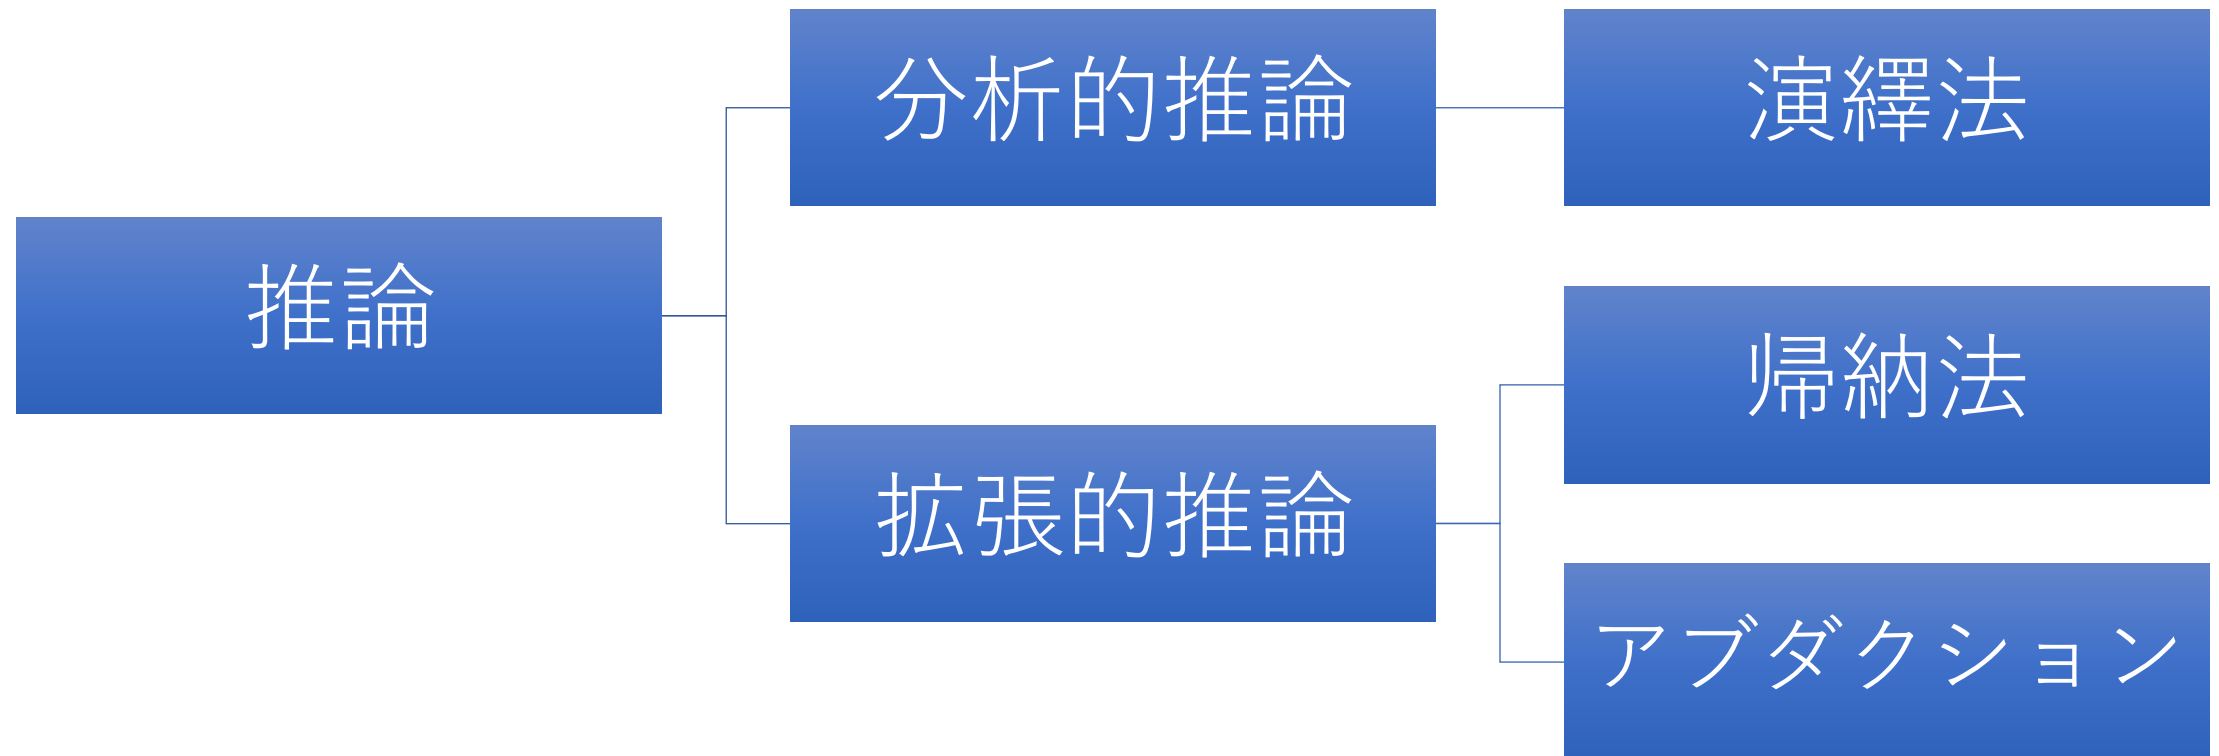 推論
分析的推論
演繹法
拡張的推論
帰納法
アブダクション